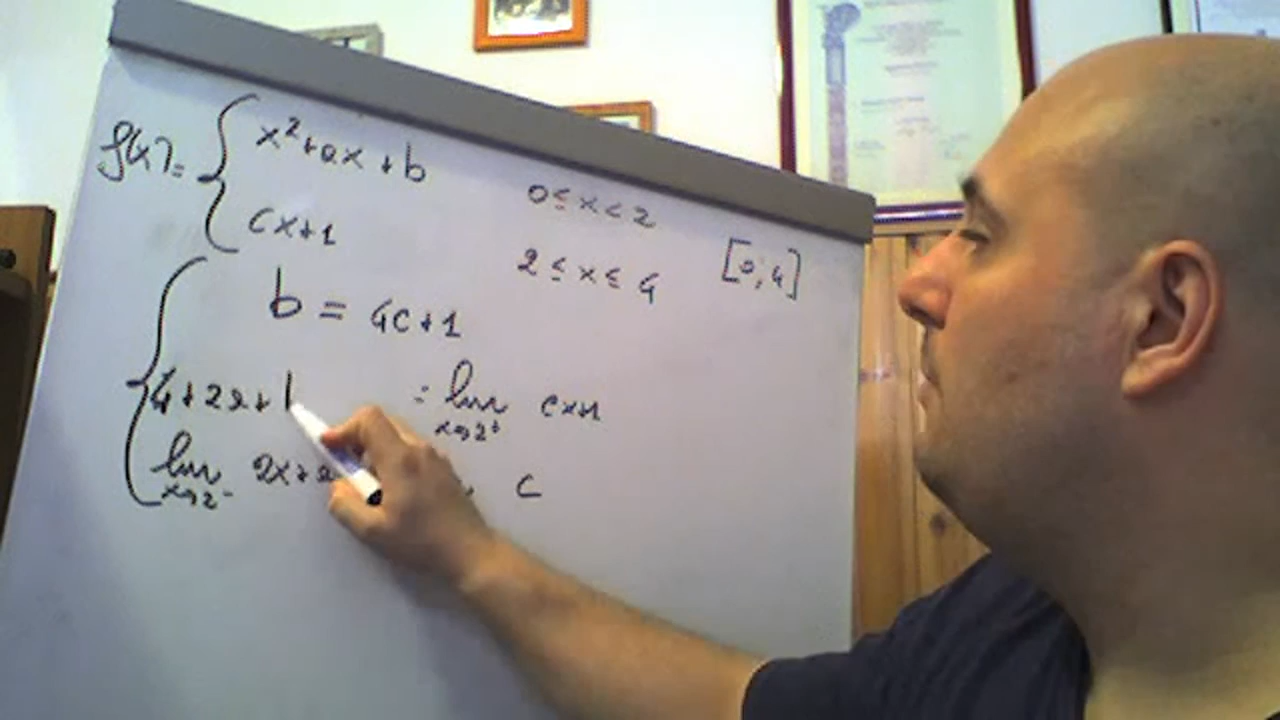 f(x) = { x² + ax + b 0 ≤ x < 2
cx + 1 2 ≤ x ≤ 4 [0; 4]
{ b = 4c + 1
4 + 2a + b = lim x→2⁺ cx+1
lim x→2⁻ 2x + a c